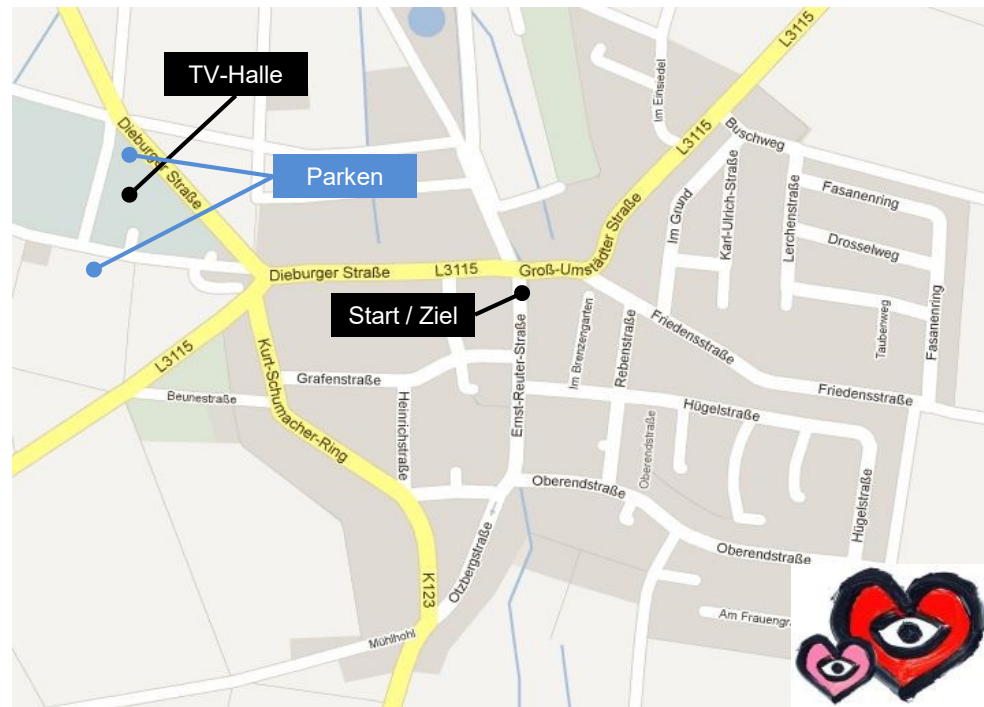 L3115
TV-Halle
Im Einsiedel
Dieburger Straße
L3115
Buschweg
Parken
Karl-Ulrich-Straße
Lerchenstraße
Fasanenring
Im Grund
Drosselweg
Dieburger Straße
L3115
Groß-Umstädter Straße
Start / Ziel
Taubenweg
Fasanenring
L3115
Kurt-Schumacher-Ring
Im Brenzengarten
Rebenstraße
Friedensstraße
Grafenstraße
Ernst-Reuter-Straße
Friedensstraße
Beunestraße
Heinrichstraße
Hügelstraße
Oberendstraße
Oberendstraße
Hügelstraße
Oberendstraße
Otzbergstraße
K123
Am Frauengra
Mühlhohl